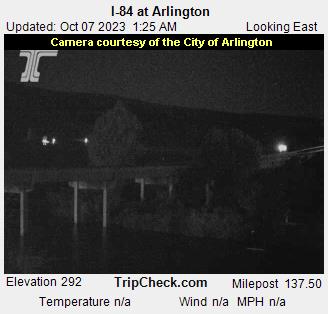 I-84 at Arlington
Updated: Oct 07 2023 1:25 AM Looking East
Camera courtesy of the City of Arlington
Elevation 292 TripCheck.com Milepost 137.50
Temperature n/a Wind n/a MPH n/a